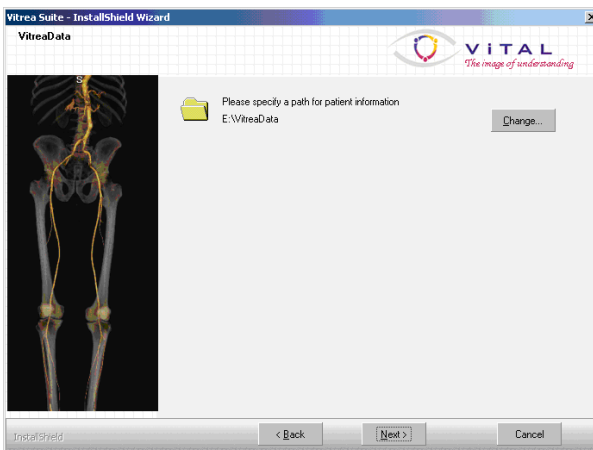 Vitrea Suite - InstallShield Wizard
VitreaData
ViTAL
The image of understanding
S
Please specify a path for patient information
E:\VitreaData
Change...
InstallShield
< Back
Next >
Cancel